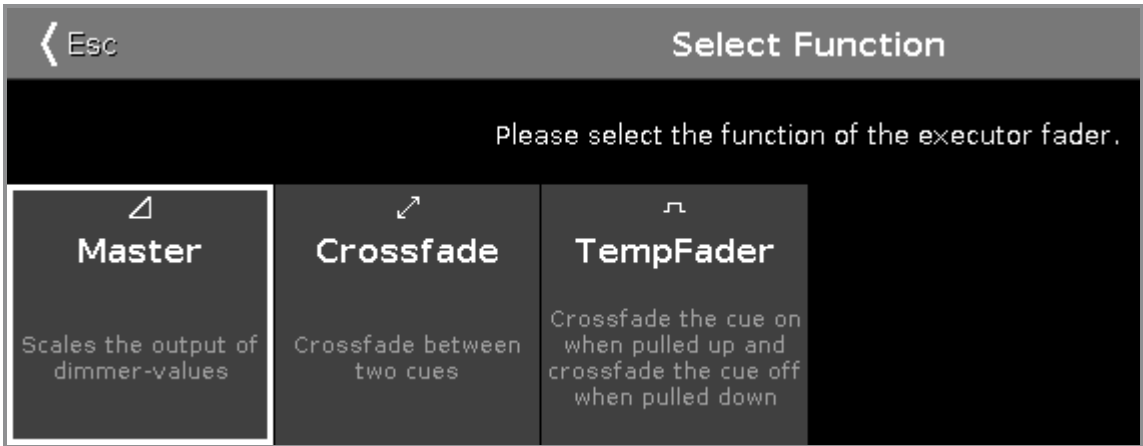 Esc
Select Function
Please select the function of the executor fader.
Master
Scales the output of
dimmer-values
Crossfade
Crossfade between
two cues
TempFader
Crossfade the cue on
when pulled up and
crossfade the cue off
when pulled down